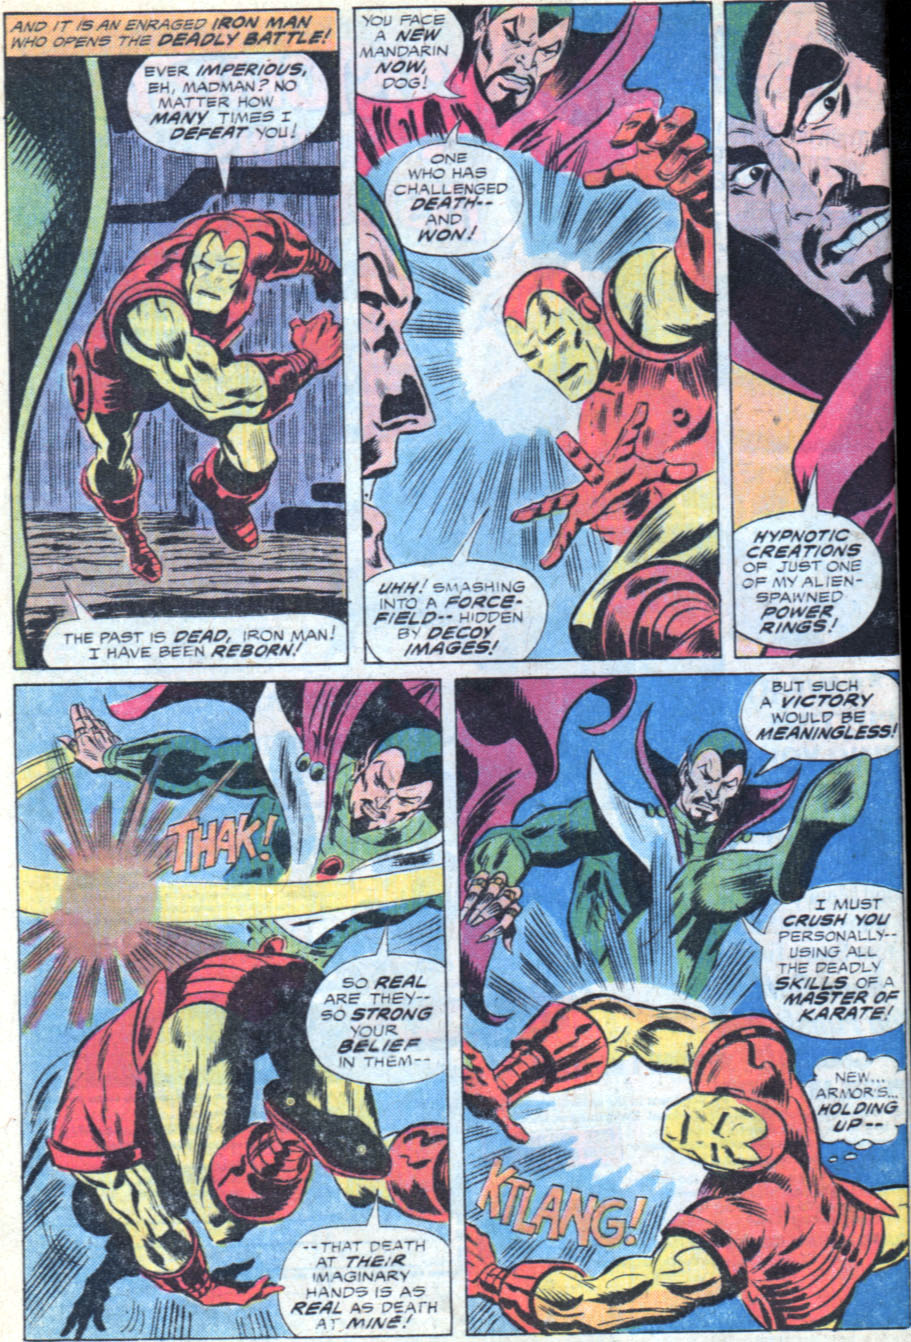 AND IT IS AN ENRAGED IRON MAN
WHO OPENS THE DEADLY BATTLE!
EVER IMPERIOUS,
EH, MADMAN? NO
MATTER HOW
MANY TIMES I
DEFEAT YOU!
THE PAST IS DEAD, IRON MAN!
I HAVE BEEN REBORN!
YOU FACE
A NEW
MANDARIN
NOW,
DOG!
ONE
WHO HAS
CHALLENGED
DEATH--
AND
WON!
UHH! SMASHING
INTO A FORCE-
FIELD-- HIDDEN
BY DECOY
IMAGES!
HYPNOTIC
CREATIONS
OF JUST ONE
OF MY ALIEN-
SPAWNED
POWER
RINGS!
THAK!
SO REAL
ARE THEY--
SO STRONG
YOUR
BELIEF
IN THEM--
--THAT DEATH
AT THEIR
IMAGINARY
HANDS IS AS
REAL AS DEATH
AT MINE!
BUT SUCH
A VICTORY
WOULD BE
MEANINGLESS!
I MUST
CRUSH YOU
PERSONALLY--
USING ALL
THE DEADLY
SKILLS OF A
MASTER OF
KARATE!
NEW...
ARMOR'S...
HOLDING
UP--
KTLANG!